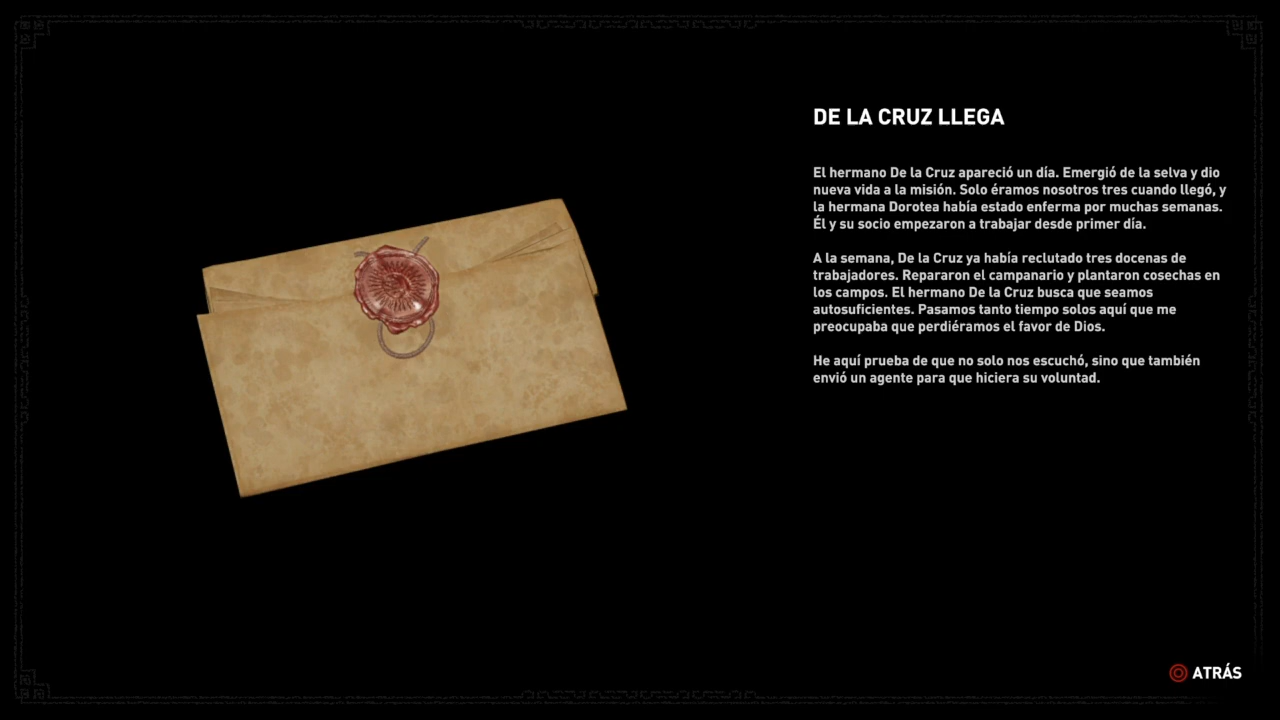 DE LA CRUZ LLEGA
El hermano De la Cruz apareció un día. Emergió de la selva y dio
nueva vida a la misión. Solo éramos nosotros tres cuando llegó, y
la hermana Dorotea había estado enferma por muchas semanas.
Él y su socio empezaron a trabajar desde primer día.
A la semana, De la Cruz ya había reclutado tres docenas de
trabajadores. Repararon el campanario y plantaron cosechas en
los campos. El hermano De la Cruz busca que seamos
autosuficientes. Pasamos tanto tiempo solos aquí que me
preocupaba que perdiéramos el favor de Dios.
He aquí prueba de que no solo nos escuchó, sino que también
envió un agente para que hiciera su voluntad.
ATRÁS